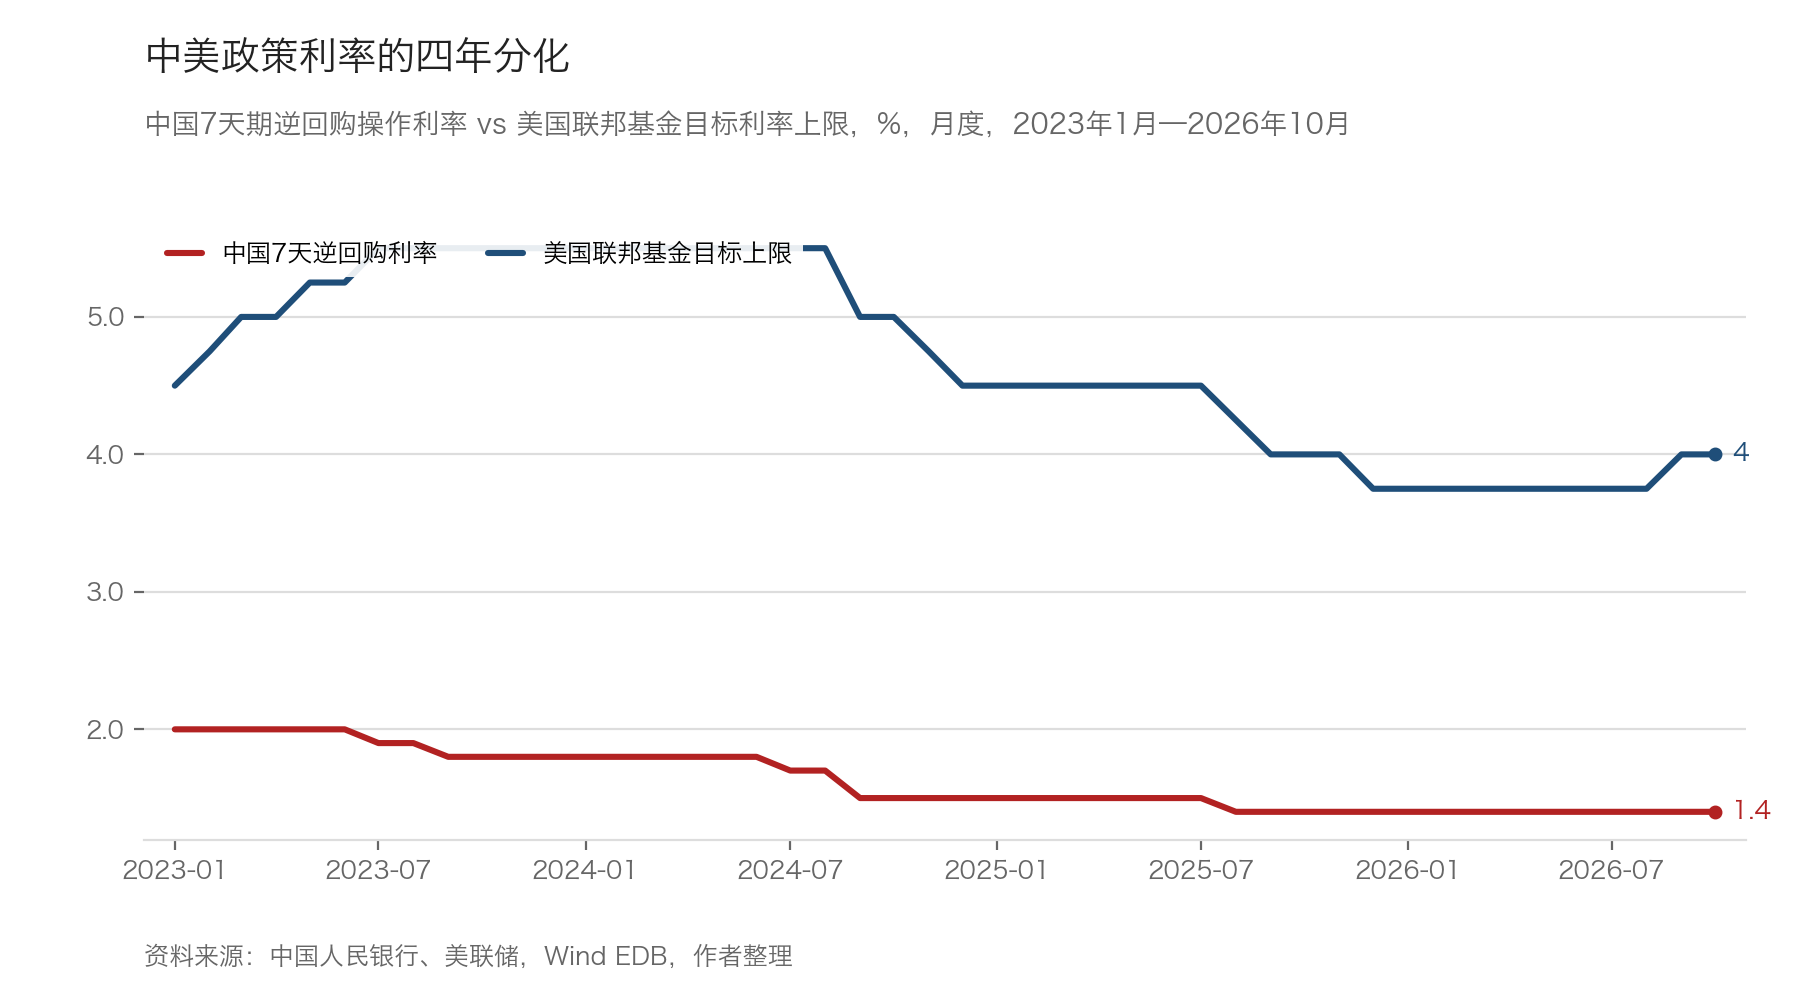 中美政策利率的四年分化
中国7天期逆回购操作利率 vs 美国联邦基金目标利率上限，%，月度，2023年1月—2026年10月
中国7天逆回购利率 美国联邦基金目标上限
5.0
4.0
4
3.0
2.0
1.4
2023-01 2023-07 2024-01 2024-07 2025-01 2025-07 2026-01 2026-07
资料来源：中国人民银行、美联储，Wind EDB，作者整理